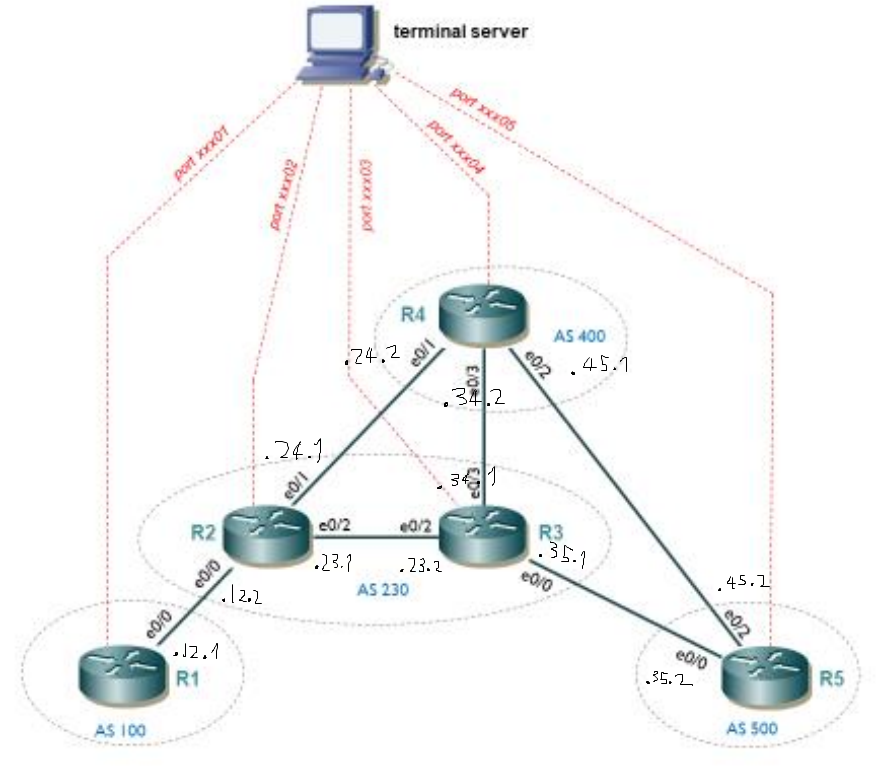 terminal server
port xxx01
port xxx02
port xxx03
port xxx04
port xxx05
R4
AS 400
e0/1
e0/3
e0/2
.24.2
.34.2
.45.1
.24.1
.34.1
e0/1
e0/3
R2
e0/2
e0/2
R3
.23.1
.23.2
.35.1
e0/0
e0/0
AS 230
.12.2
.45.2
e0/2
e0/0
.12.1
R1
e0/0
.35.2
R5
AS 100
AS 500